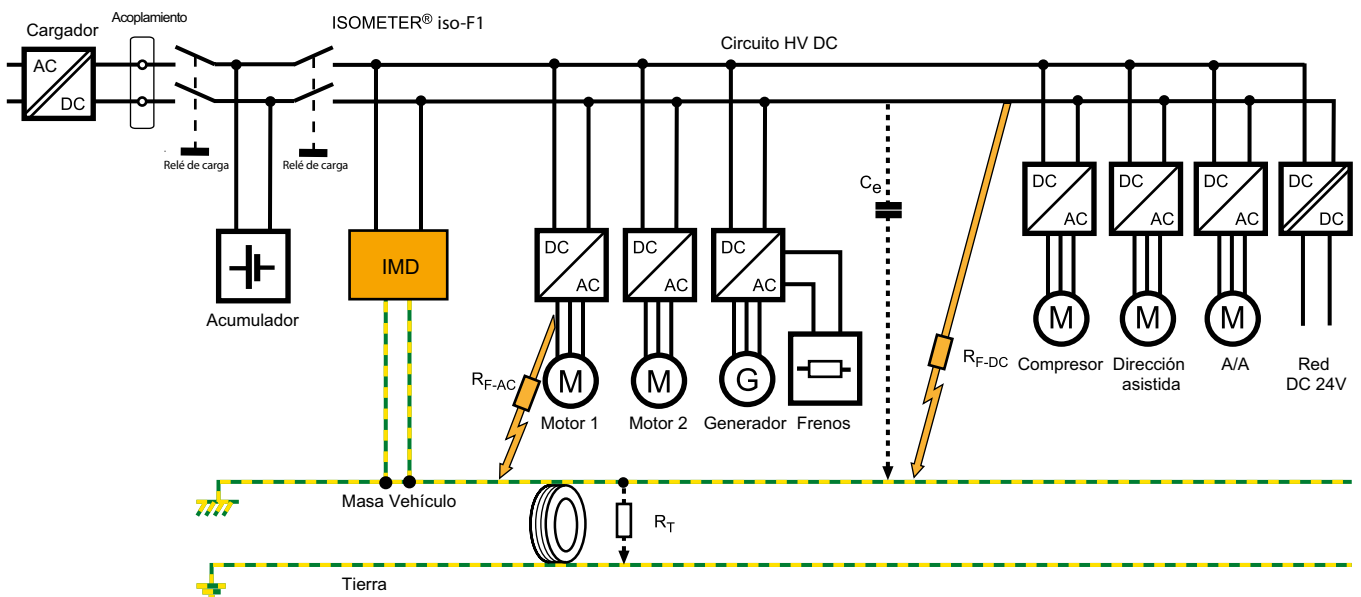 Cargador
Acoplamiento
ISOMETER® iso-F1
Circuito HV DC
AC
DC
Relé de carga
Relé de carga
Acumulador
IMD
DC
AC
DC
AC
DC
AC
Ce
DC
AC
DC
AC
DC
AC
DC
DC
M
M
G
M
M
M
RF-AC
RF-DC
Motor 1
Motor 2
Generador
Frenos
Compresor
Dirección
asistida
A/A
Red
DC 24V
Masa Vehículo
RT
Tierra